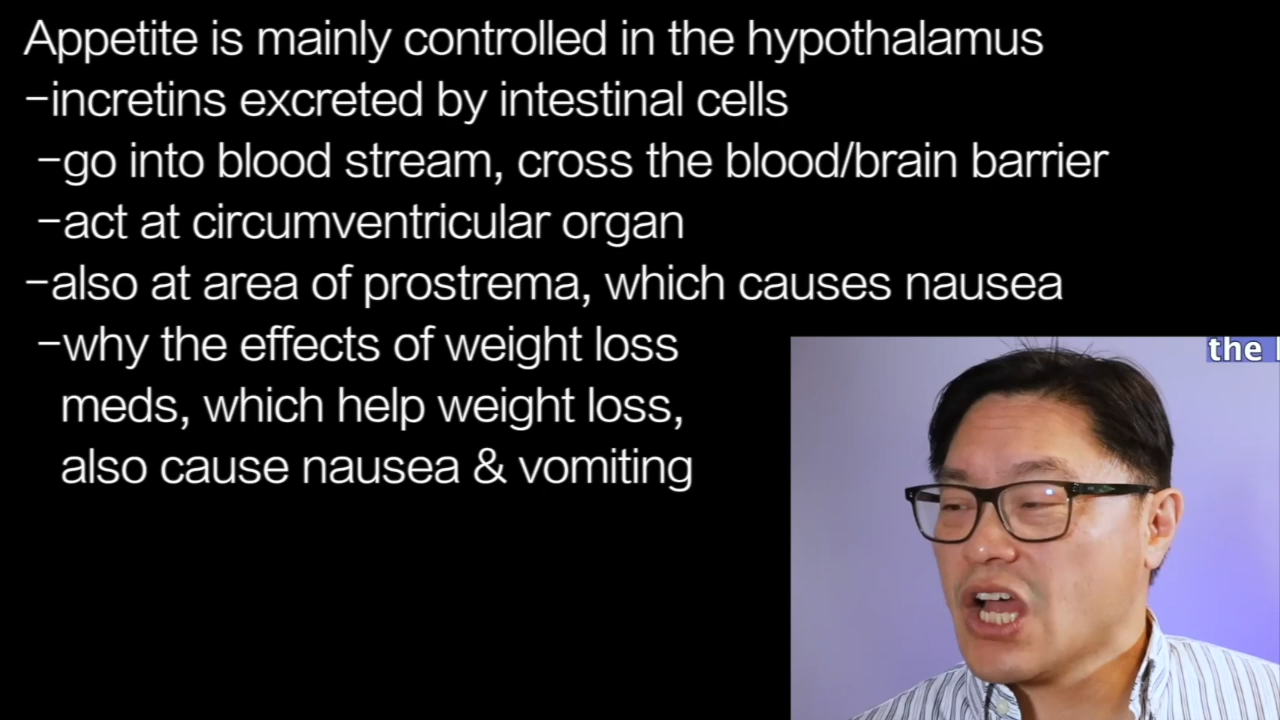 Appetite is mainly controlled in the hypothalamus
-incretins excreted by intestinal cells
-go into blood stream, cross the blood/brain barrier
-act at circumventricular organ
-also at area of prostrema, which causes nausea
-why the effects of weight loss
meds, which help weight loss,
also cause nausea & vomiting
the